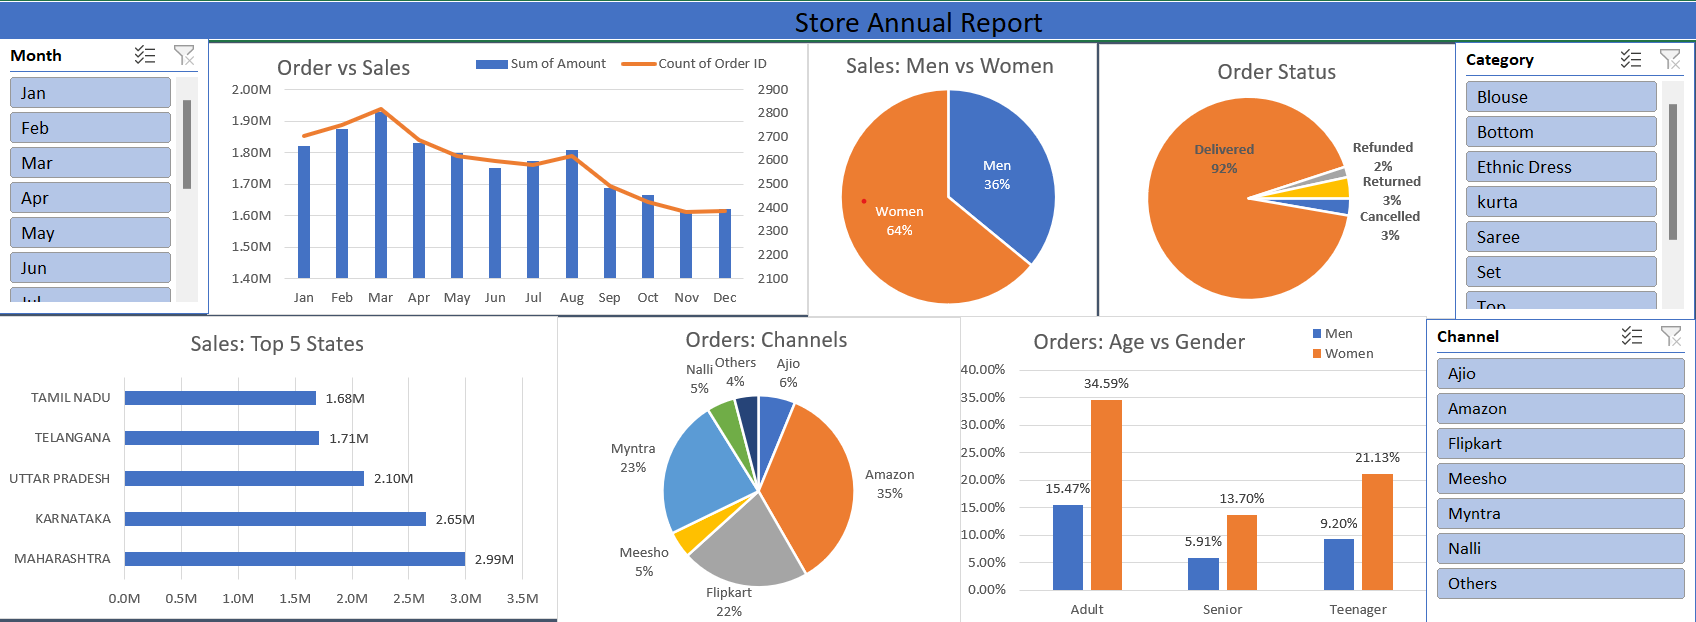 Store Annual Report
Month
Jan
Feb
Mar
Apr
May
Jun
Jul
Order vs Sales
Sum of Amount
Count of Order ID
2.00M
1.90M
1.80M
1.70M
1.60M
1.50M
1.40M
2900
2800
2700
2600
2500
2400
2300
2200
2100
Jan Feb Mar Apr May Jun Jul Aug Sep Oct Nov Dec
Sales: Men vs Women
Men
36%
Women
64%
Order Status
Delivered
92%
Refunded
2%
Returned
3%
Cancelled
3%
Category
Blouse
Bottom
Ethnic Dress
kurta
Saree
Set
Top
Sales: Top 5 States
TAMIL NADU 1.68M
TELANGANA 1.71M
UTTAR PRADESH 2.10M
KARNATAKA 2.65M
MAHARASHTRA 2.99M
0.0M 0.5M 1.0M 1.5M 2.0M 2.5M 3.0M 3.5M
Orders: Channels
Nalli
5%
Others
4%
Ajio
6%
Myntra
23%
Amazon
35%
Meesho
5%
Flipkart
22%
Orders: Age vs Gender
Men
Women
40.00%
35.00%
30.00%
25.00%
20.00%
15.00%
10.00%
5.00%
0.00%
15.47%
34.59%
5.91%
13.70%
9.20%
21.13%
Adult Senior Teenager
Channel
Ajio
Amazon
Flipkart
Meesho
Myntra
Nalli
Others